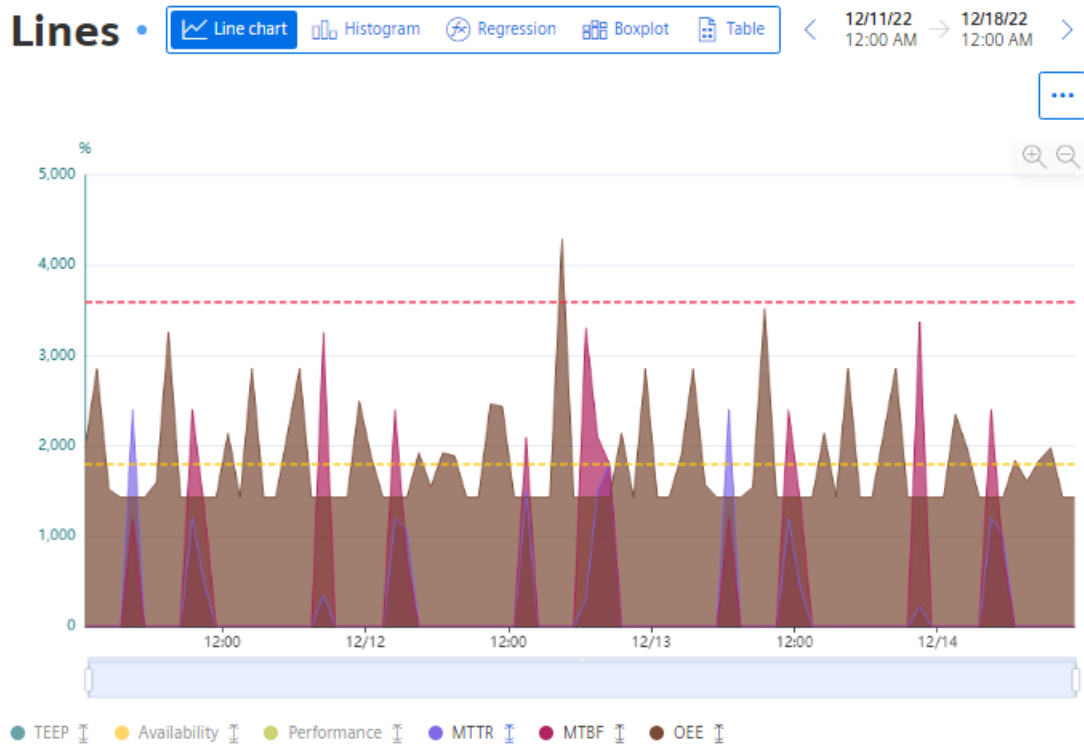 Lines
Line chart Histogram Regression Boxplot Table
12/11/22 12/18/22
12:00 AM 12:00 AM
...
%
5,000
4,000
3,000
2,000
1,000
0
12:00 12/12 12:00 12/13 12:00 12/14
TEEP Availability Performance MTTR MTBF OEE